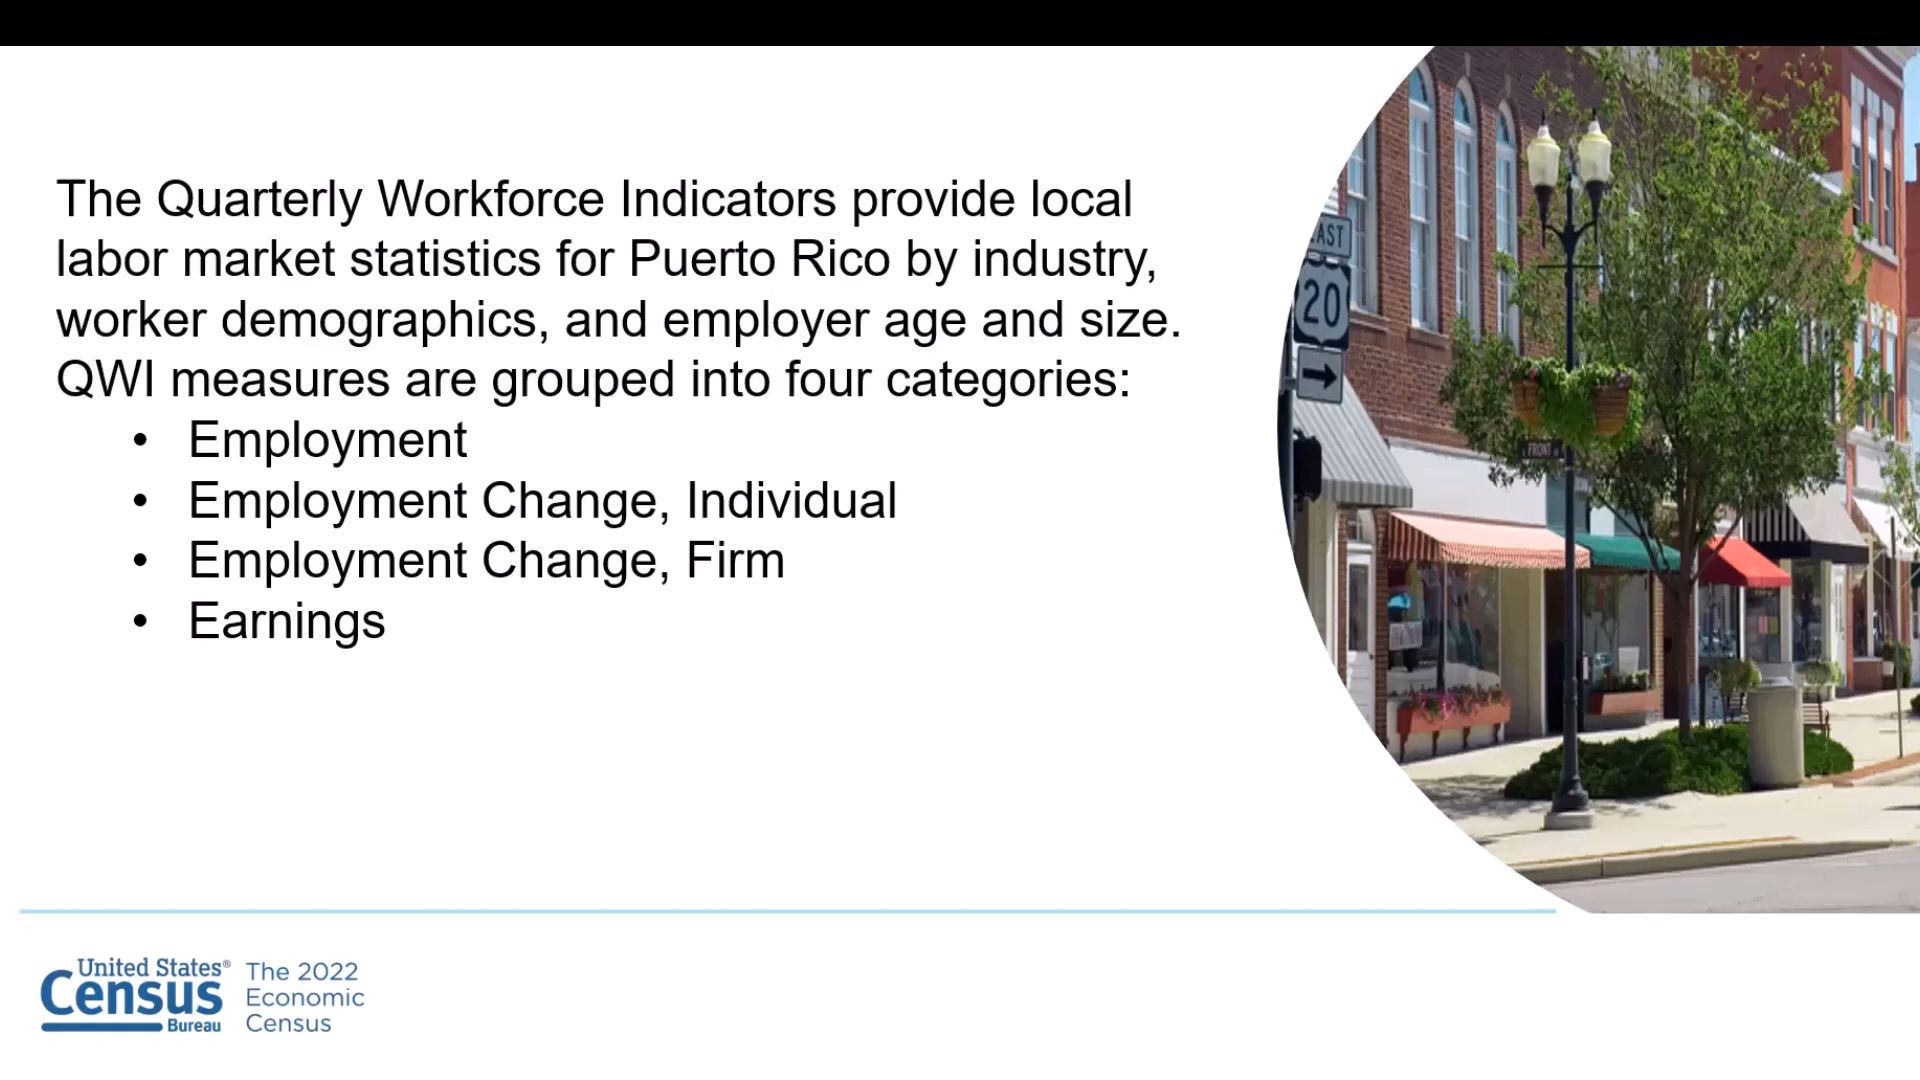 The Quarterly Workforce Indicators provide local
labor market statistics for Puerto Rico by industry,
worker demographics, and employer age and size.
QWI measures are grouped into four categories:
• Employment
• Employment Change, Individual
• Employment Change, Firm
• Earnings
EAST
20
FRONT
United States®
Census
Bureau
The 2022
Economic
Census